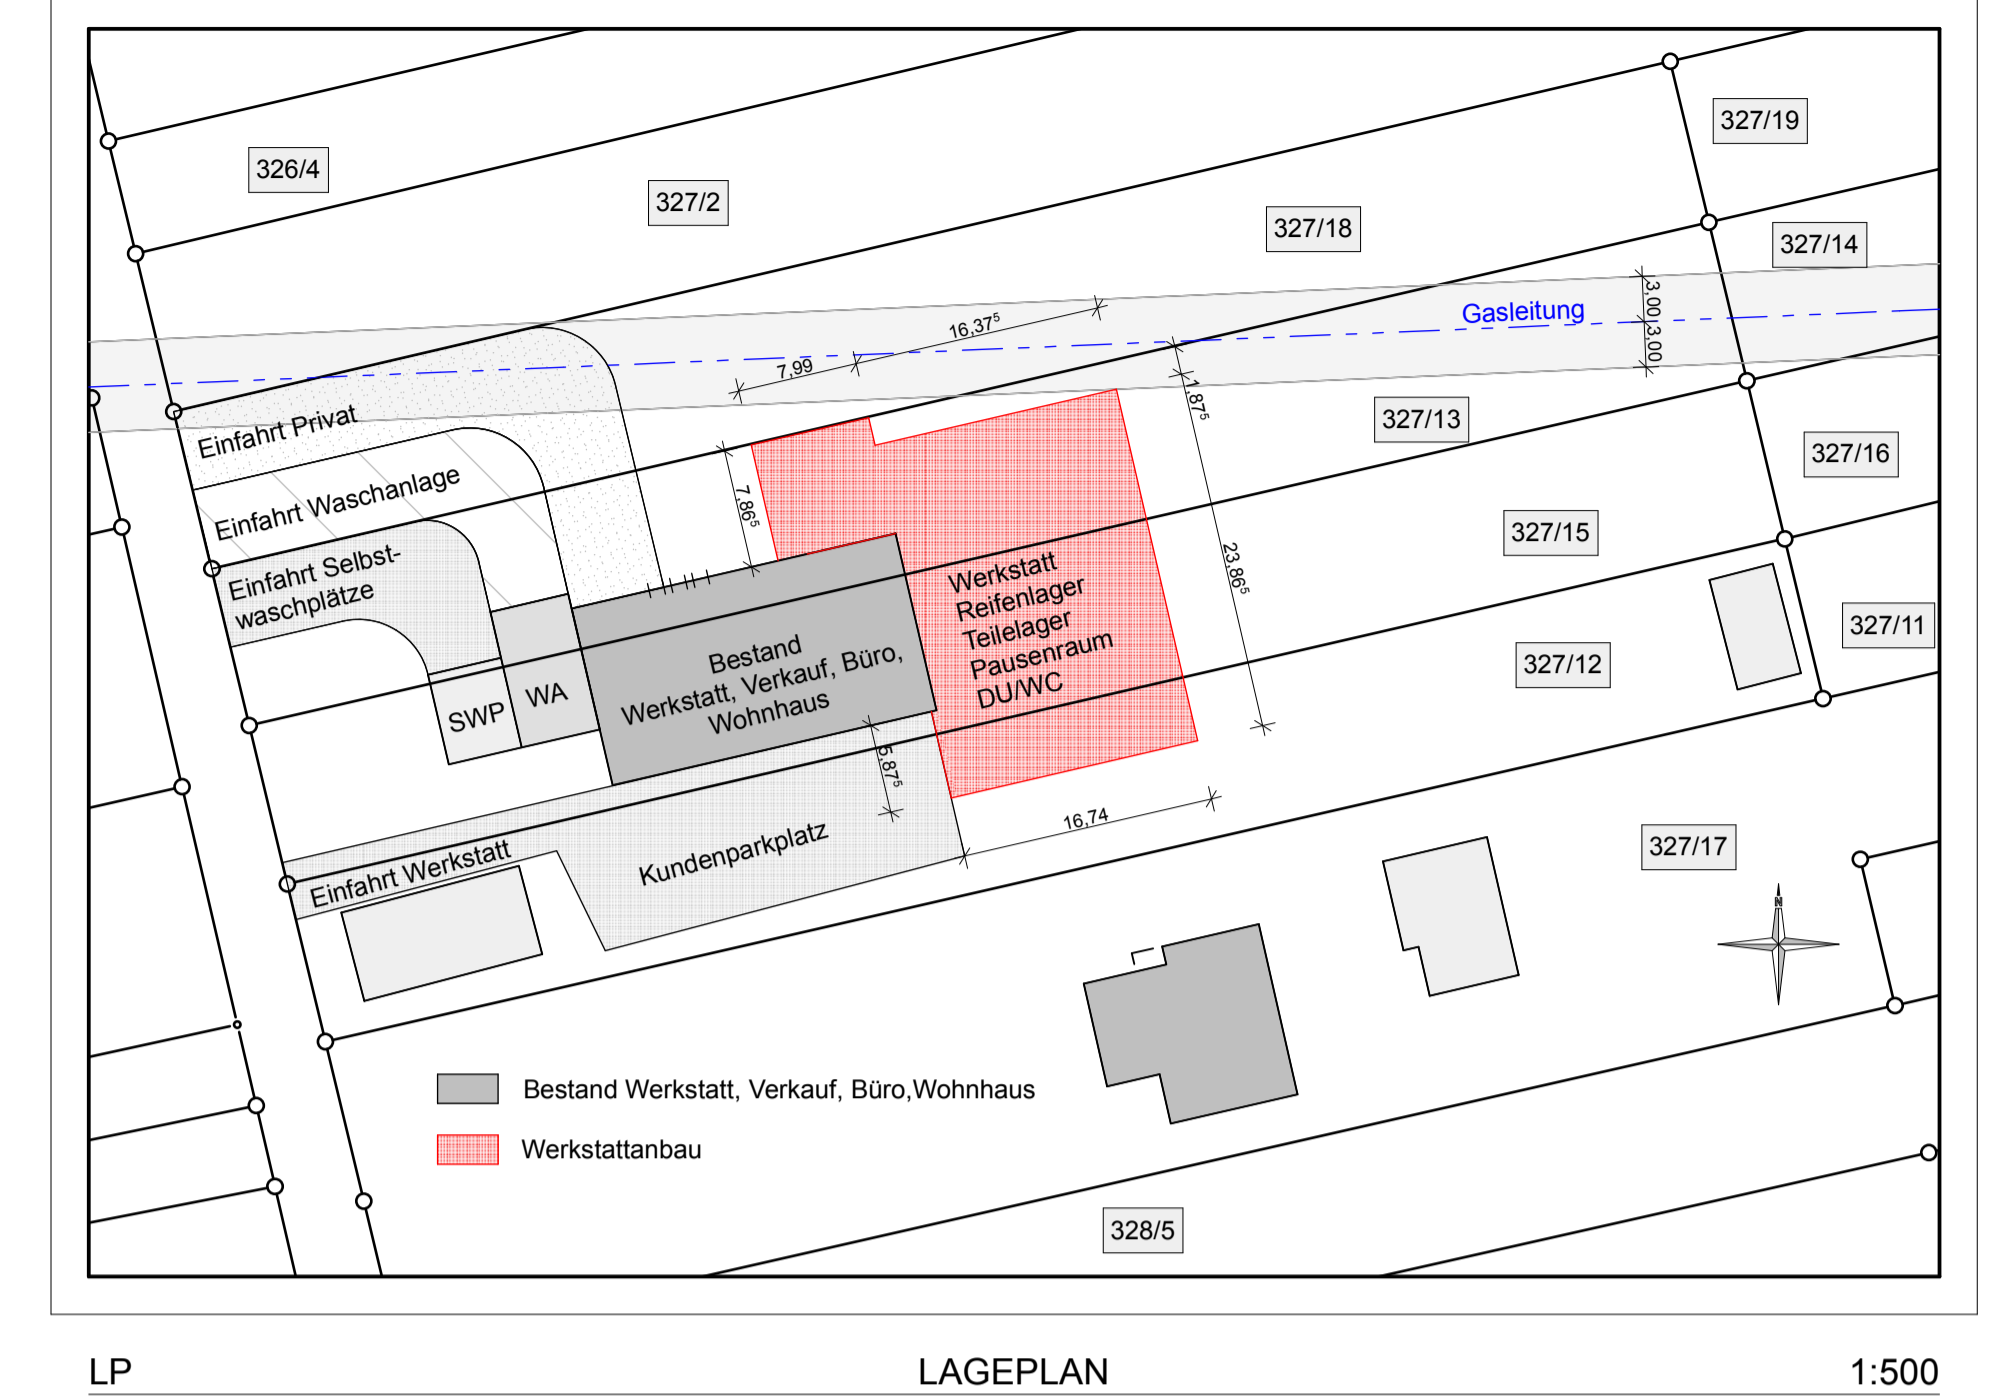 326/4
327/2
327/18
327/19
327/14
Gasleitung
3,00
3,00
16,37⁵
7,99
1,87⁵
327/13
327/16
Einfahrt Privat
Einfahrt Waschanlage
Einfahrt Selbst-
waschplätze
7,86⁵
23,86⁵
327/15
327/12
327/11
Werkstatt
Reifenlager
Teilelager
Pausenraum
DU/WC
Bestand
Werkstatt, Verkauf, Büro,
Wohnhaus
SWP
WA
5,87⁵
16,74
Einfahrt Werkstatt
Kundenparkplatz
327/17
N
Bestand Werkstatt, Verkauf, Büro,Wohnhaus
Werkstattanbau
328/5
LP
LAGEPLAN
1:500